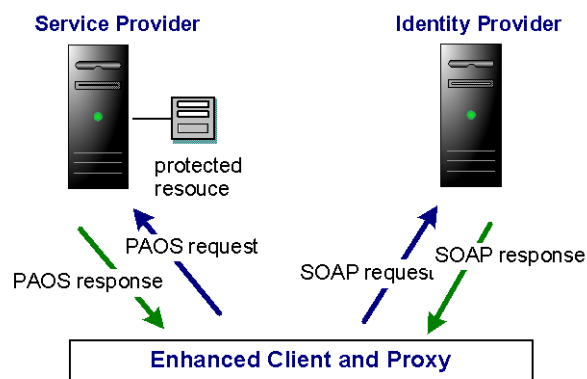 Service Provider
Identity Provider
protected
resouce
PAOS request
PAOS response
SOAP request
SOAP response
Enhanced Client and Proxy